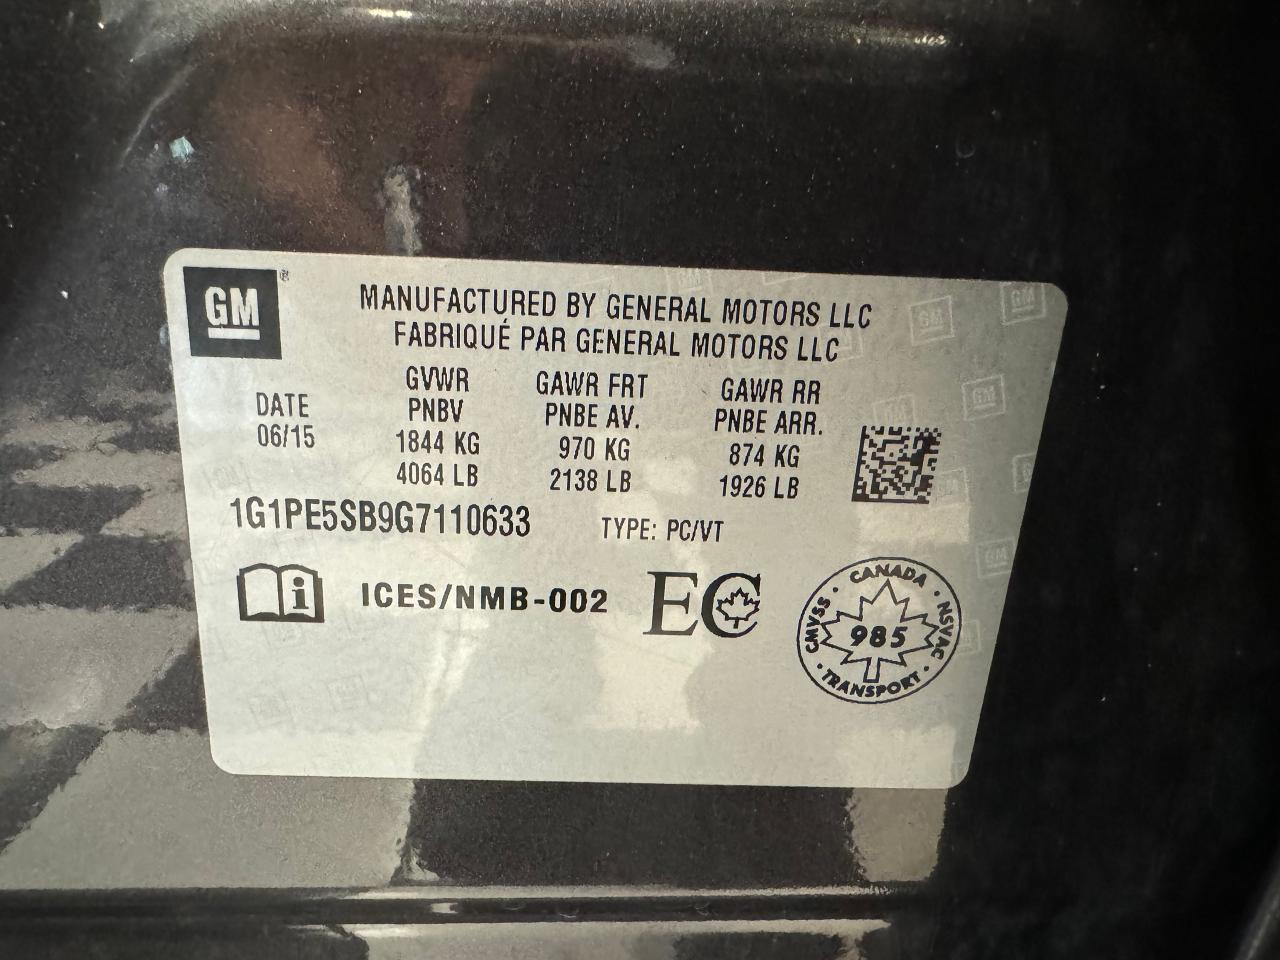 GM ®
MANUFACTURED BY GENERAL MOTORS LLC
FABRIQUÉ PAR GENERAL MOTORS LLC
DATE
06/15
GVWR
PNBV
1844 KG
4064 LB
GAWR FRT
PNBE AV.
970 KG
2138 LB
GAWR RR
PNBE ARR.
874 KG
1926 LB
1G1PE5SB9G7110633
TYPE: PC/VT
i
ICES/NMB-002
EC
CANADA
CMVSS
985
NSVAC
TRANSPORT